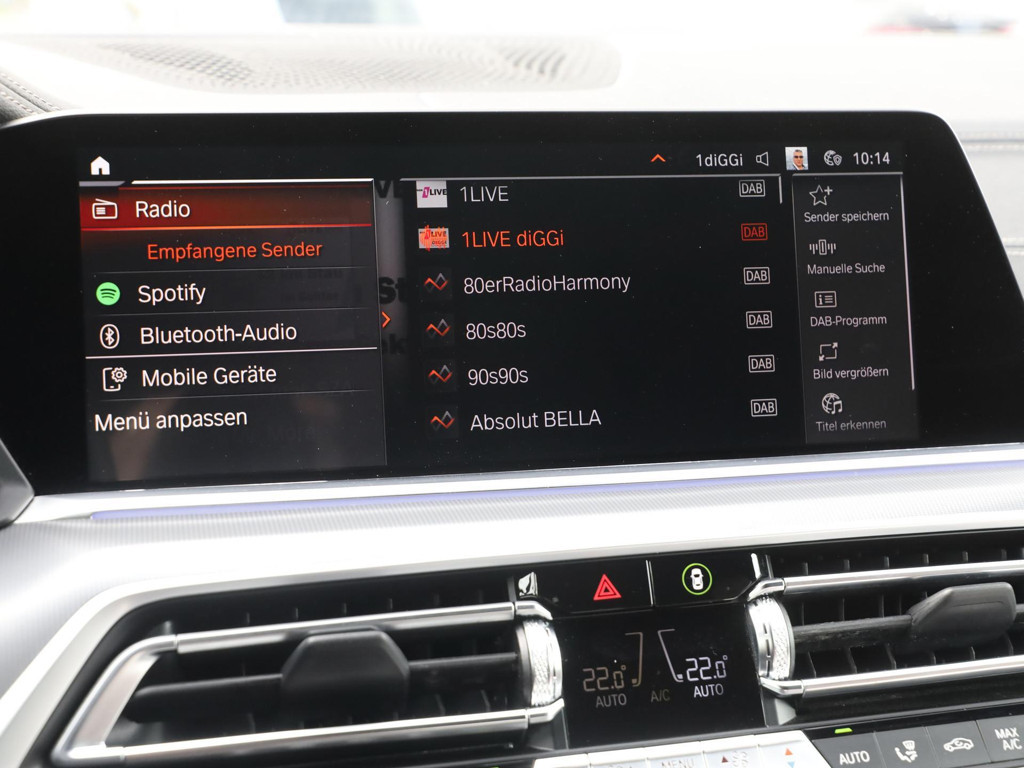 1diGGi 10:14
Radio
Empfangene Sender
Spotify
Bluetooth-Audio
Mobile Geräte
Menü anpassen
1LIVE DAB
1LIVE diGGi DAB
80erRadioHarmony DAB
80s80s DAB
90s90s DAB
Absolut BELLA DAB
Sender speichern
Manuelle Suche
DAB-Programm
Bild vergrößern
Titel erkennen
22.0° 22.0°
AUTO A/C AUTO
MENU
AUTO
MAX
A/C